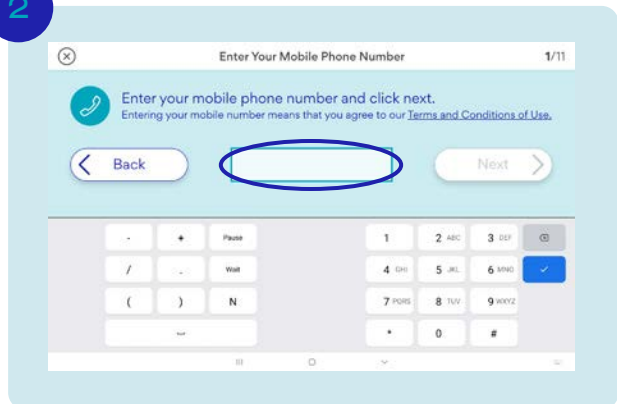 2
Enter Your Mobile Phone Number 1/11
Enter your mobile phone number and click next.
Entering your mobile number means that you agree to our Terms and Conditions of Use.
Back Next
- + Pause 1 2 ABC 3 DEF
/ . Wait 4 GHI 5 JKL 6 MNO
( ) N 7 PQRS 8 TUV 9 WXYZ
* 0 #